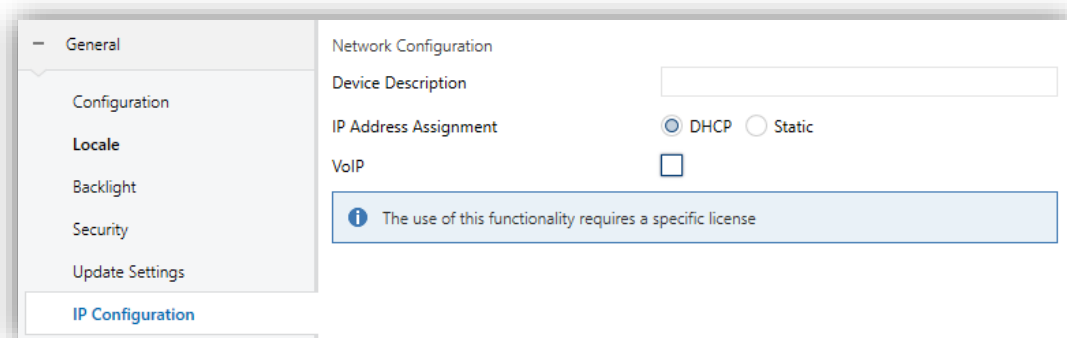 General
Configuration
Locale
Backlight
Security
Update Settings
IP Configuration
Network Configuration
Device Description
IP Address Assignment DHCP Static
VoIP
The use of this functionality requires a specific license